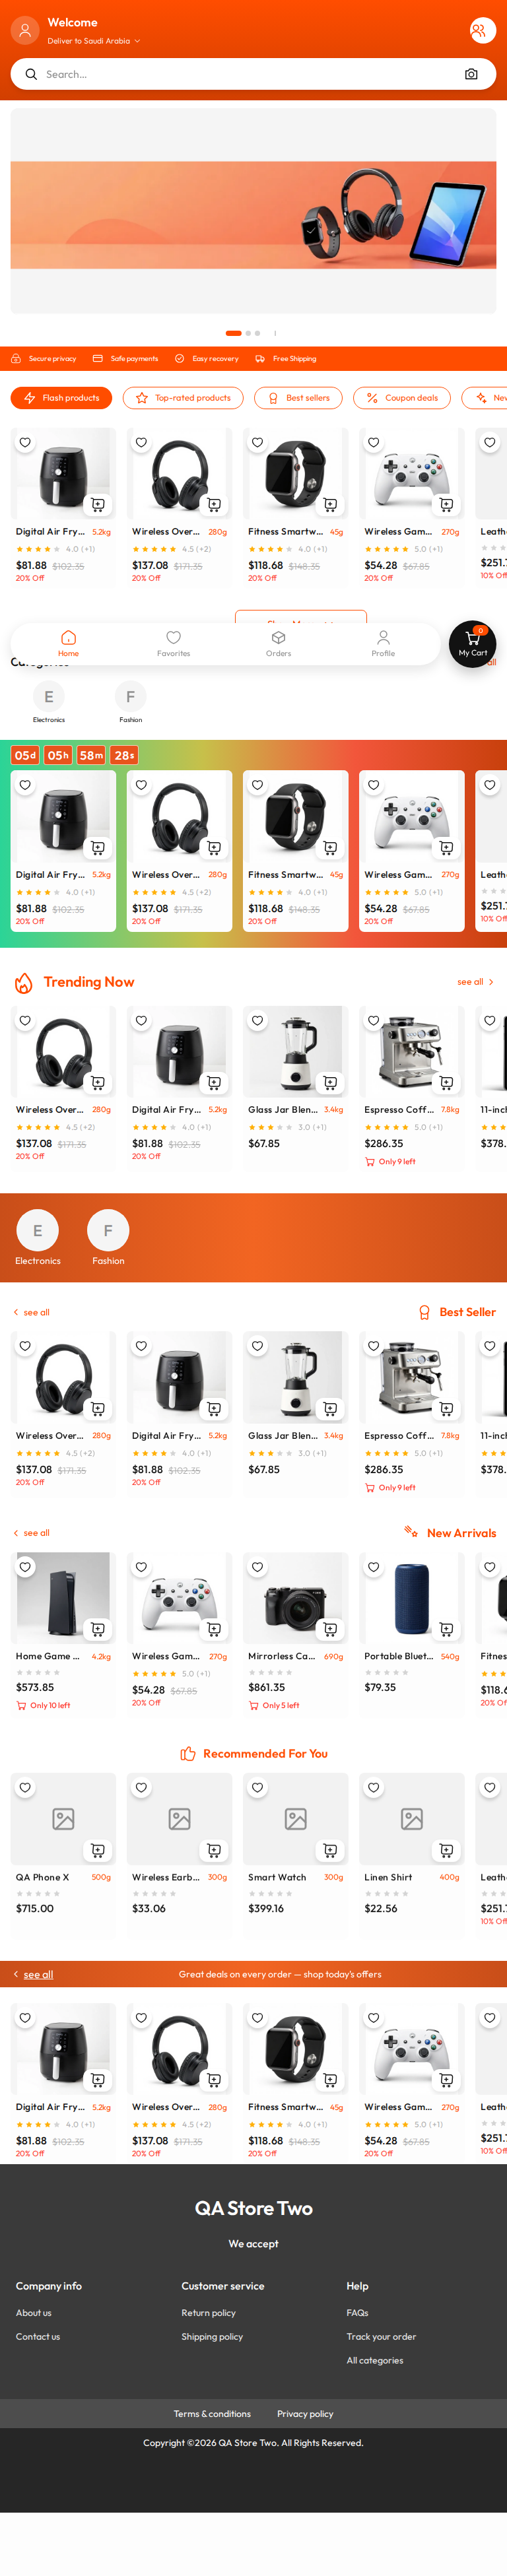 Welcome
Deliver to Saudi Arabia
Search...
Secure privacy
Safe payments
Easy recovery
Free Shipping
Flash products
Top-rated products
Best sellers
Coupon deals
Digital Air Fry... 5.2kg
4.0 (+1)
$81.88 $102.35
20% Off
Wireless Over... 280g
4.5 (+2)
$137.08 $171.35
20% Off
Fitness Smartw... 45g
4.0 (+1)
$118.68 $148.35
20% Off
Wireless Gam... 270g
5.0 (+1)
$54.28 $67.85
20% Off
10% Off
Home
Favorites
Orders
Profile
0
My Cart
E
Electronics
F
Fashion
05d 05h 58m 28s
Digital Air Fry... 5.2kg
4.0 (+1)
$81.88 $102.35
20% Off
Wireless Over... 280g
4.5 (+2)
$137.08 $171.35
20% Off
Fitness Smartw... 45g
4.0 (+1)
$118.68 $148.35
20% Off
Wireless Gam... 270g
5.0 (+1)
$54.28 $67.85
20% Off
10% Off
Trending Now
see all
Wireless Over... 280g
4.5 (+2)
$137.08 $171.35
20% Off
Digital Air Fry... 5.2kg
4.0 (+1)
$81.88 $102.35
20% Off
Glass Jar Blen... 3.4kg
3.0 (+1)
$67.85
Espresso Coff... 7.8kg
5.0 (+1)
$286.35
Only 9 left
11-inch
$378.
E
Electronics
F
Fashion
see all
Best Seller
Wireless Over... 280g
4.5 (+2)
$137.08 $171.35
20% Off
Digital Air Fry... 5.2kg
4.0 (+1)
$81.88 $102.35
20% Off
Glass Jar Blen... 3.4kg
3.0 (+1)
$67.85
Espresso Coff... 7.8kg
5.0 (+1)
$286.35
Only 9 left
11-inch
$378.
see all
New Arrivals
Home Game ... 4.2kg
$573.85
Only 10 left
Wireless Gam... 270g
5.0 (+1)
$54.28 $67.85
20% Off
Mirrorless Ca... 690g
$861.35
Only 5 left
Portable Bluet... 540g
$79.35
Recommended For You
QA Phone X 500g
$715.00
Wireless Earb... 300g
$33.06
Smart Watch 300g
$399.16
Linen Shirt 400g
$22.56
10% Off
see all
Great deals on every order — shop today's offers
Digital Air Fry... 5.2kg
4.0 (+1)
$81.88 $102.35
20% Off
Wireless Over... 280g
4.5 (+2)
$137.08 $171.35
20% Off
Fitness Smartw... 45g
4.0 (+1)
$118.68 $148.35
20% Off
Wireless Gam... 270g
5.0 (+1)
$54.28 $67.85
20% Off
10% Off
QA Store Two
We accept
Company info
About us
Contact us
Customer service
Return policy
Shipping policy
Help
FAQs
Track your order
All categories
Terms & conditions
Privacy policy
Copyright ©2026 QA Store Two. All Rights Reserved.